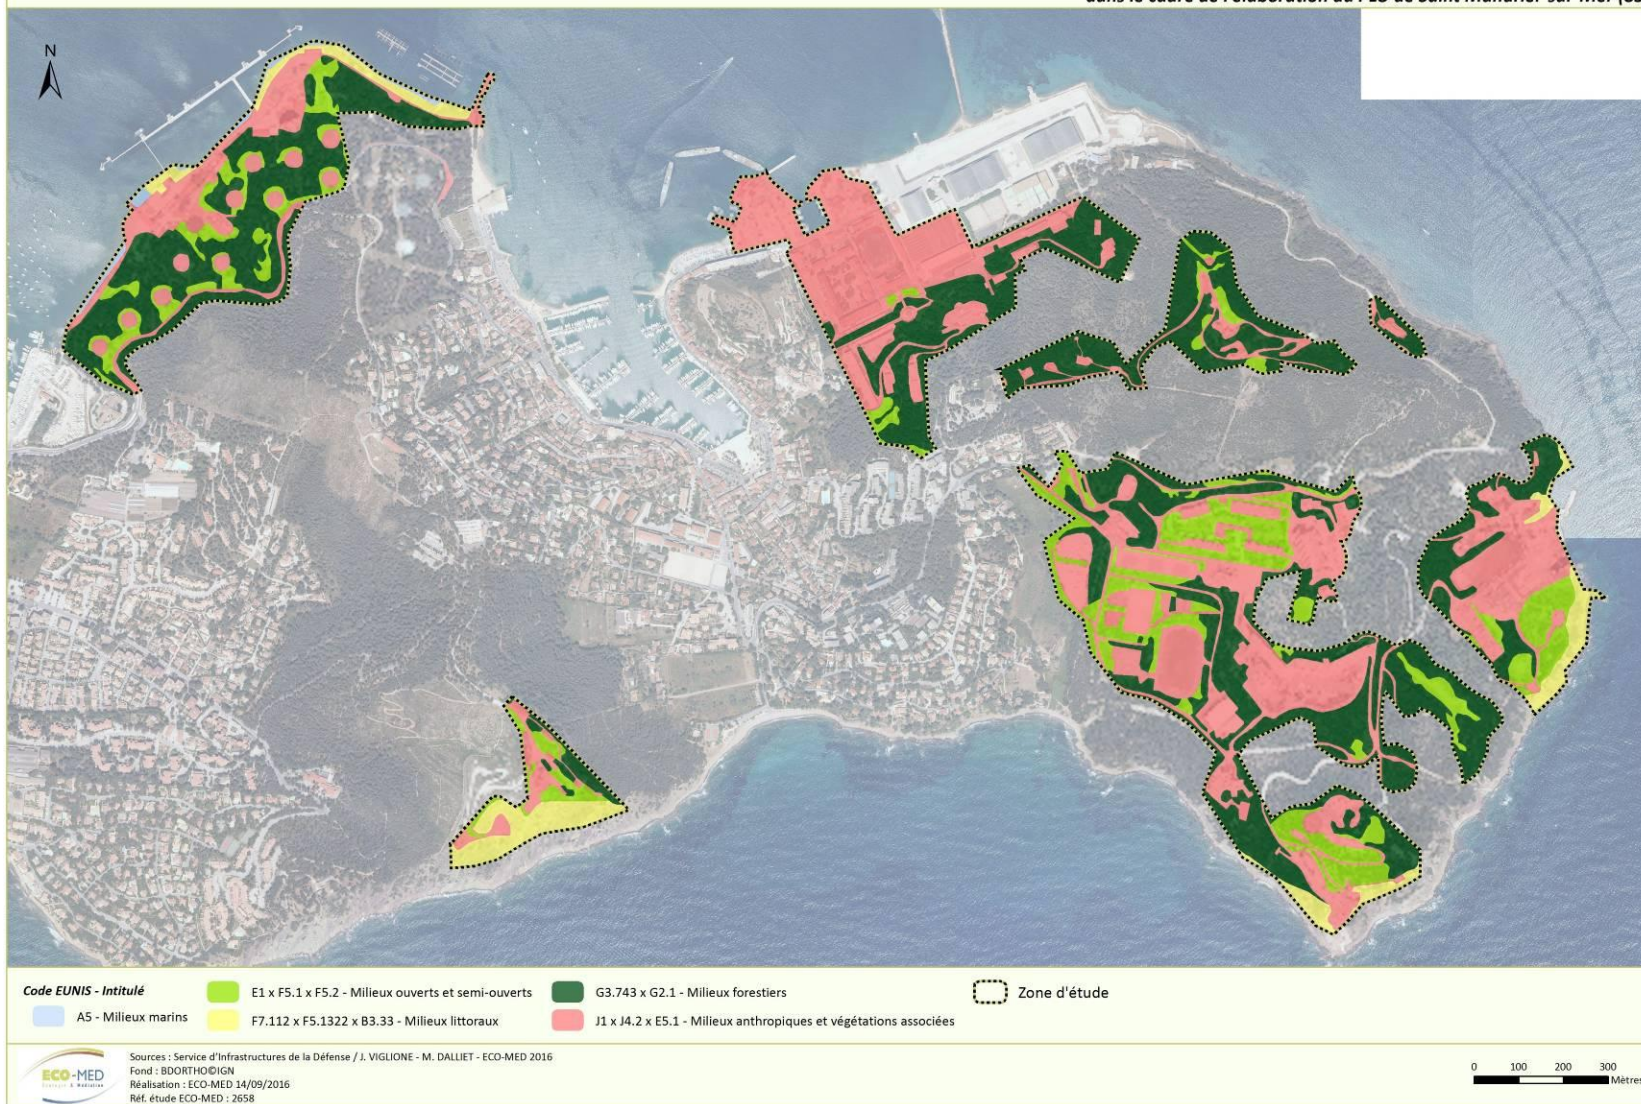 N
Code EUNIS - Intitulé
A5 - Milieux marins
E1 x F5.1 x F5.2 - Milieux ouverts et semi-ouverts
F7.112 x F5.1322 x B3.33 - Milieux littoraux
G3.743 x G2.1 - Milieux forestiers
J1 x J4.2 x E5.1 - Milieux anthropiques et végétations associées
Zone d'étude
ECO-MED
Sources : Service d'Infrastructures de la Défense / J. VIGLIONE - M. DALLIET - ECO-MED 2016
Fond : BDORTHO©IGN
Réalisation : ECO-MED 14/09/2016
Réf. étude ECO-MED : 2658
0 100 200 300
Mètres